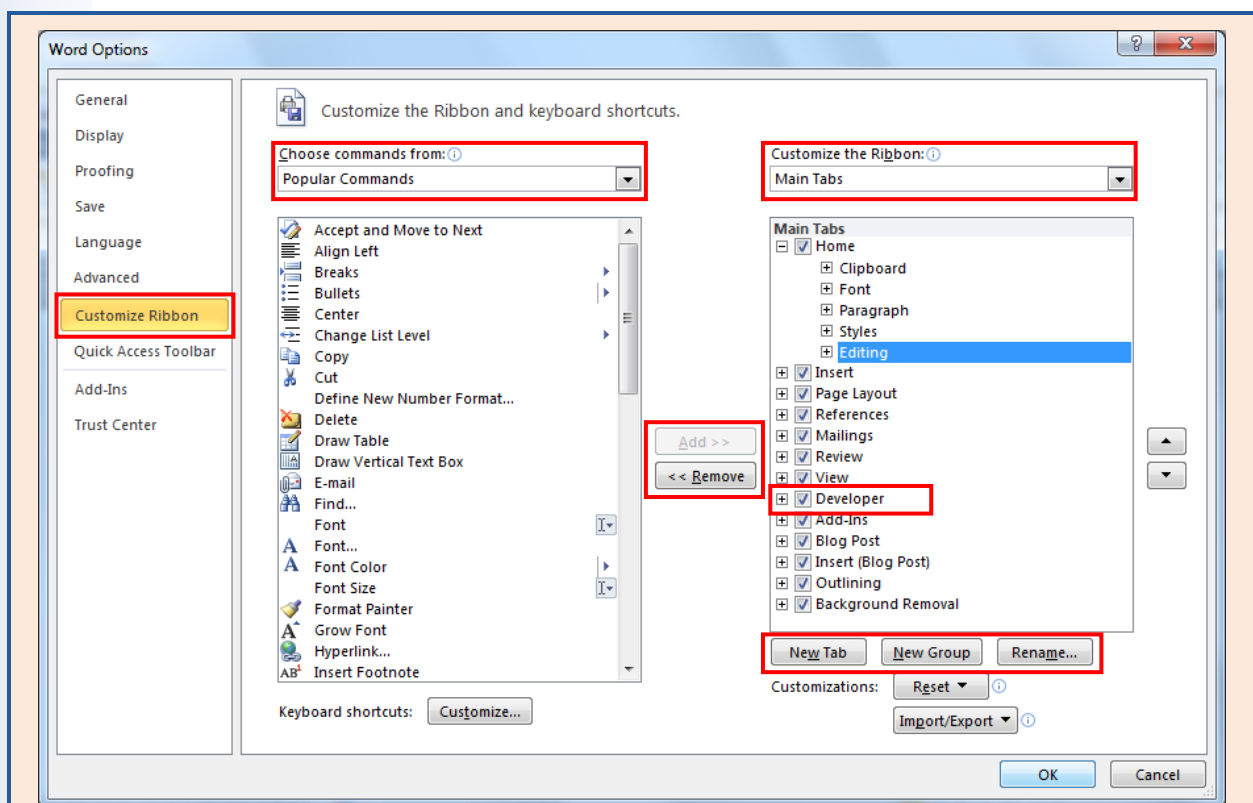 Word Options
General
Display
Proofing
Save
Language
Advanced
Customize Ribbon
Quick Access Toolbar
Add-Ins
Trust Center
Customize the Ribbon and keyboard shortcuts.
Choose commands from:
Popular Commands
Accept and Move to Next
Align Left
Breaks
Bullets
Center
Change List Level
Copy
Cut
Define New Number Format...
Delete
Draw Table
Draw Vertical Text Box
E-mail
Find...
Font
Font...
Font Color
Font Size
Format Painter
Grow Font
Hyperlink...
Insert Footnote
Keyboard shortcuts: Customize...
Add >>
<< Remove
Customize the Ribbon:
Main Tabs
Main Tabs
Home
Clipboard
Font
Paragraph
Styles
Editing
Insert
Page Layout
References
Mailings
Review
View
Developer
Add-Ins
Blog Post
Insert (Blog Post)
Outlining
Background Removal
New Tab New Group Rename...
Customizations: Reset
Import/Export
OK Cancel